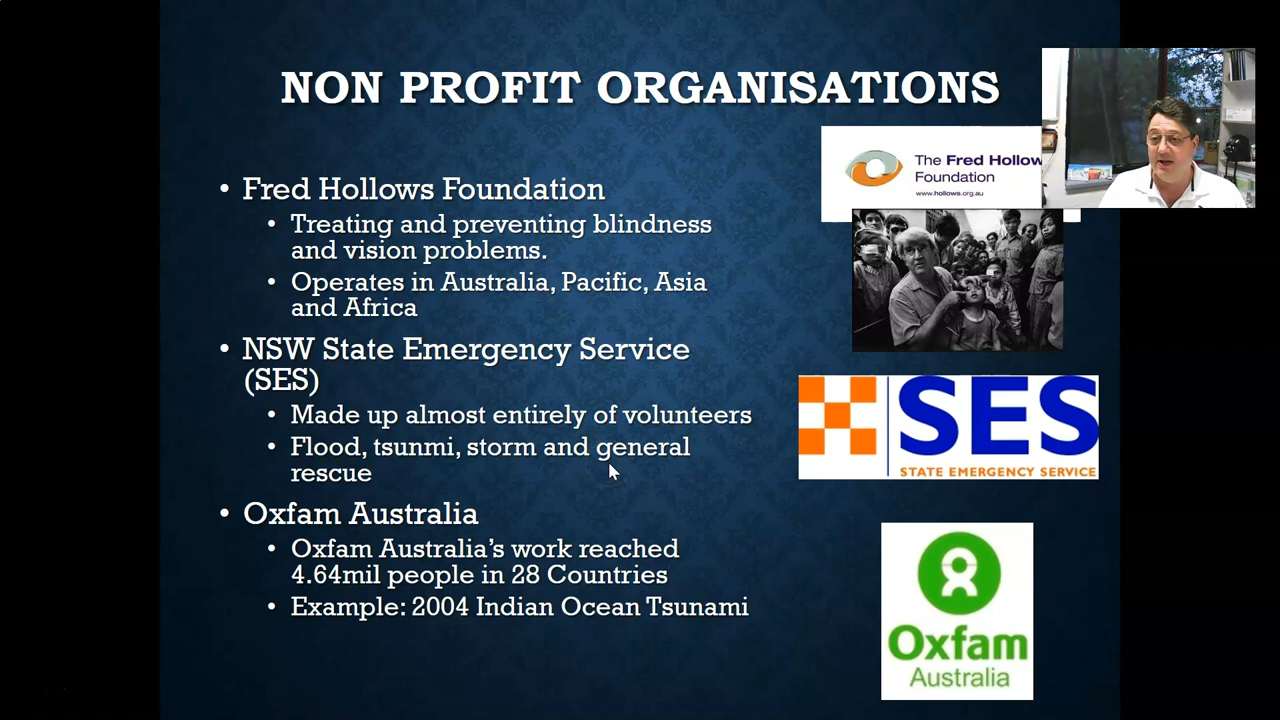 NON PROFIT ORGANISATIONS
• Fred Hollows Foundation
• Treating and preventing blindness
and vision problems.
• Operates in Australia, Pacific, Asia
and Africa
• NSW State Emergency Service
(SES)
• Made up almost entirely of volunteers
• Flood, tsunmi, storm and general
rescue
• Oxfam Australia
• Oxfam Australia's work reached
4.64mil people in 28 Countries
• Example: 2004 Indian Ocean Tsunami
The Fred Hollow
Foundation
www.hollows.org.au
SES
STATE EMERGENCY SERVICE
Oxfam
Australia